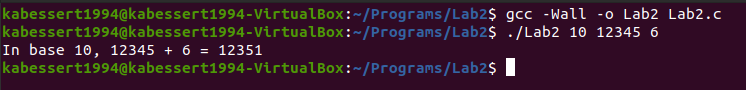 kabessert1994@kabessert1994-VirtualBox:~/Programs/Lab2$ gcc -Wall -o Lab2 Lab2.c
kabessert1994@kabessert1994-VirtualBox:~/Programs/Lab2$ ./Lab2 10 12345 6
In base 10, 12345 + 6 = 12351
kabessert1994@kabessert1994-VirtualBox:~/Programs/Lab2$